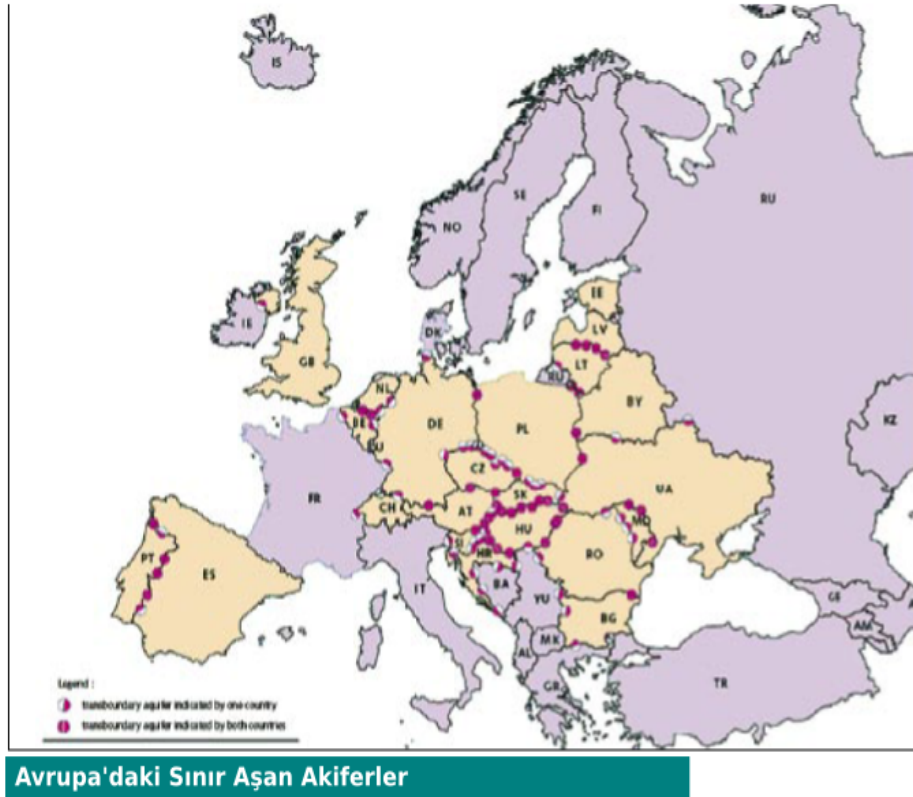 IS
RU
SE
FI
NO
EE
IE
DK
LV
LT
RU
GB
NL
BY
KZ
BE
DE
PL
CZ
UA
FR
SK
CH
AT
HU
MD
SI
HR
RO
PT
ES
BA
IT
YU
BG
GE
MK
AL
AM
GR
TR
Legend :
transboundary aquifer indicated by one country
transboundary aquifer indicated by both countries
Avrupa'daki Sınır Aşan Akiferler